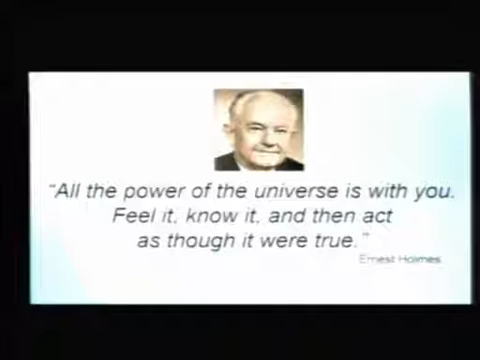 “All the power of the universe is with you.
Feel it, know it, and then act
as though it were true.”
Ernest Holmes